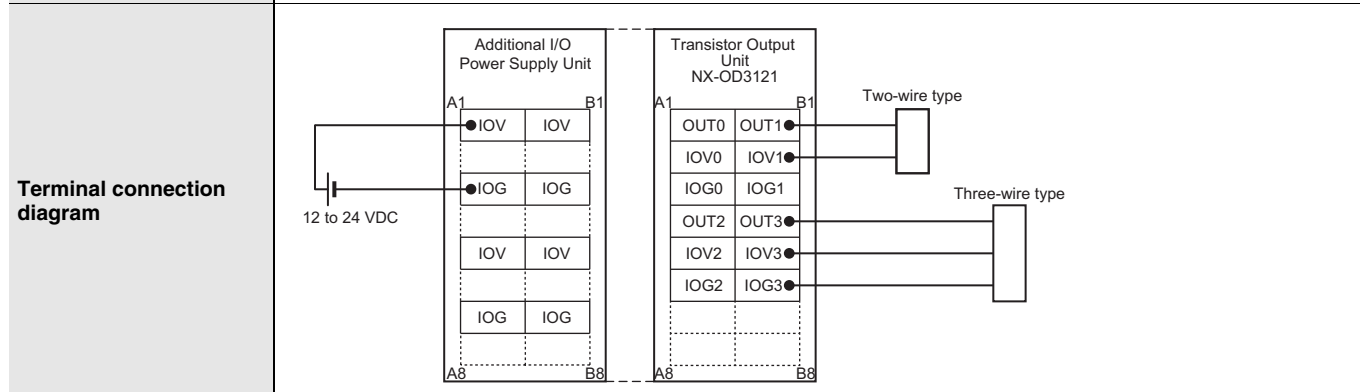 Terminal connection
diagram
Additional I/O
Power Supply Unit
A1 B1
IOV IOV
IOG IOG
IOV IOV
IOG IOG
A8 B8
12 to 24 VDC
Transistor Output
Unit
NX-OD3121
A1 B1
OUT0 OUT1
IOV0 IOV1
IOG0 IOG1
OUT2 OUT3
IOV2 IOV3
IOG2 IOG3
A8 B8
Two-wire type
Three-wire type